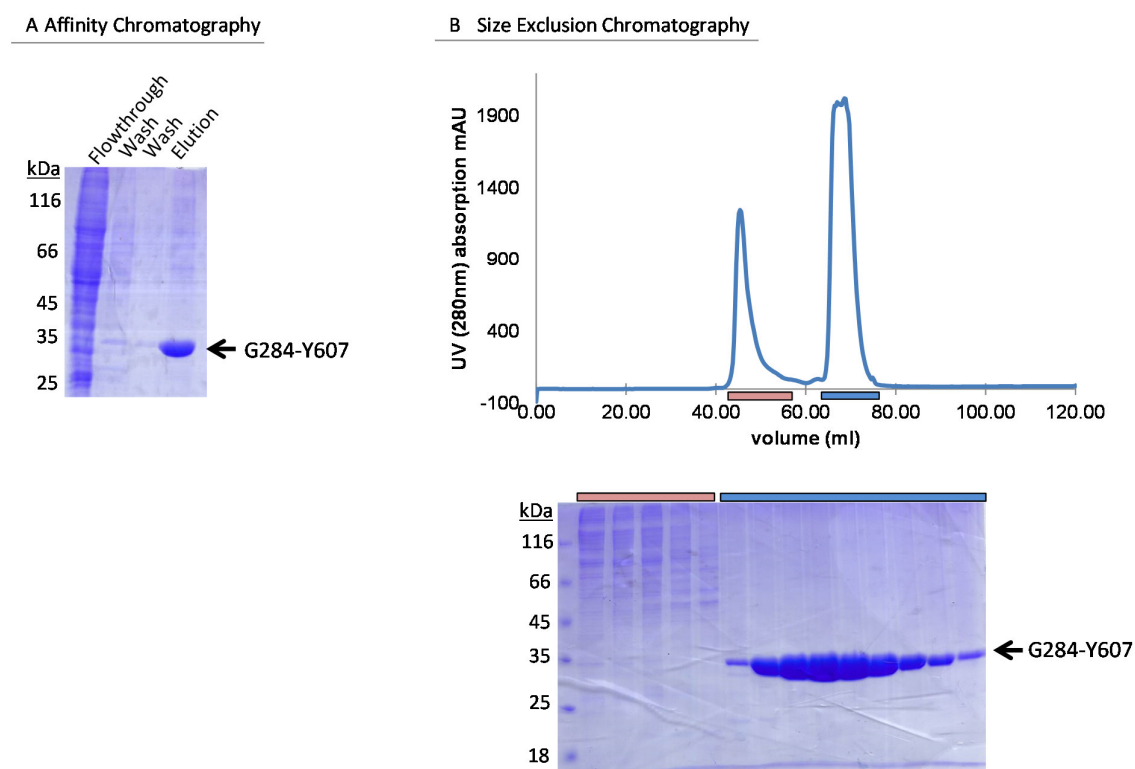 A Affinity Chromatography
Flowthrough
Wash
Wash
Elution
kDa
116
66
45
35
25
G284-Y607
B Size Exclusion Chromatography
UV (280nm) absorption mAU
1900
1400
900
400
-100
0.00 20.00 40.00 60.00 80.00 100.00 120.00
volume (ml)
kDa
116
66
45
35
25
18
G284-Y607